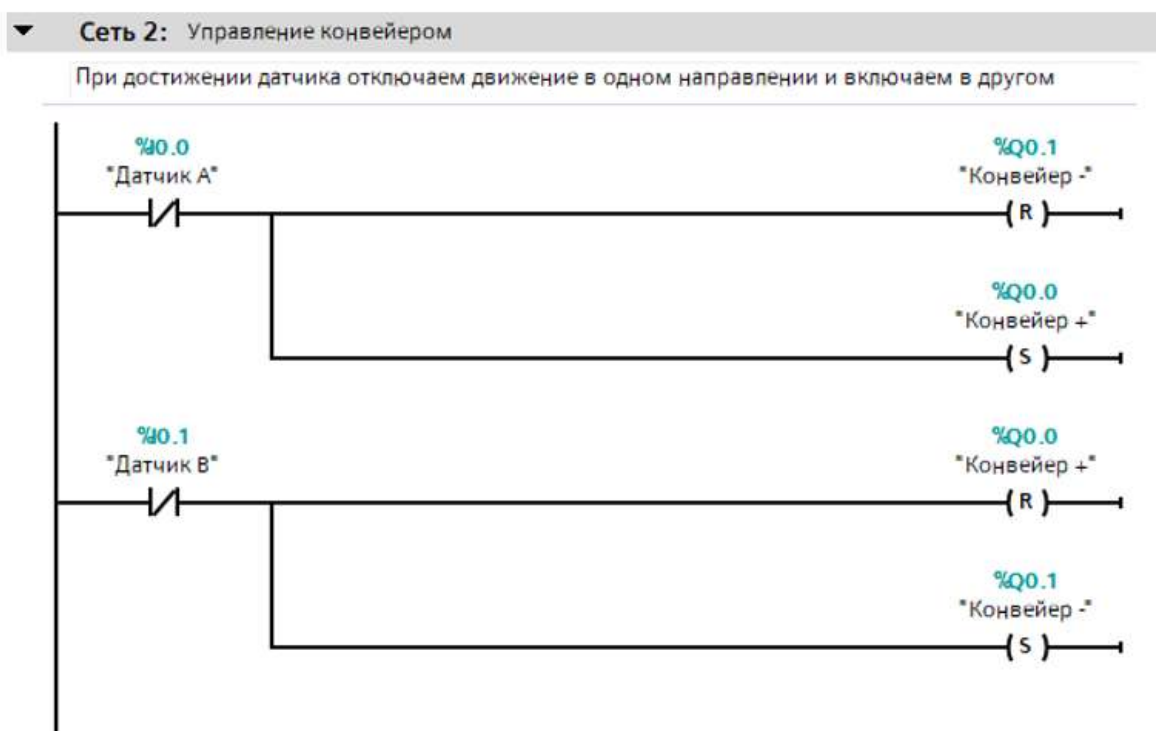 Сеть 2: Управление конвейером
При достижении датчика отключаем движение в одном направлении и включаем в другом
%I0.0
"Датчик A"
%Q0.1
"Конвейер -"
R
%Q0.0
"Конвейер +"
S
%I0.1
"Датчик B"
%Q0.0
"Конвейер +"
R
%Q0.1
"Конвейер -"
S